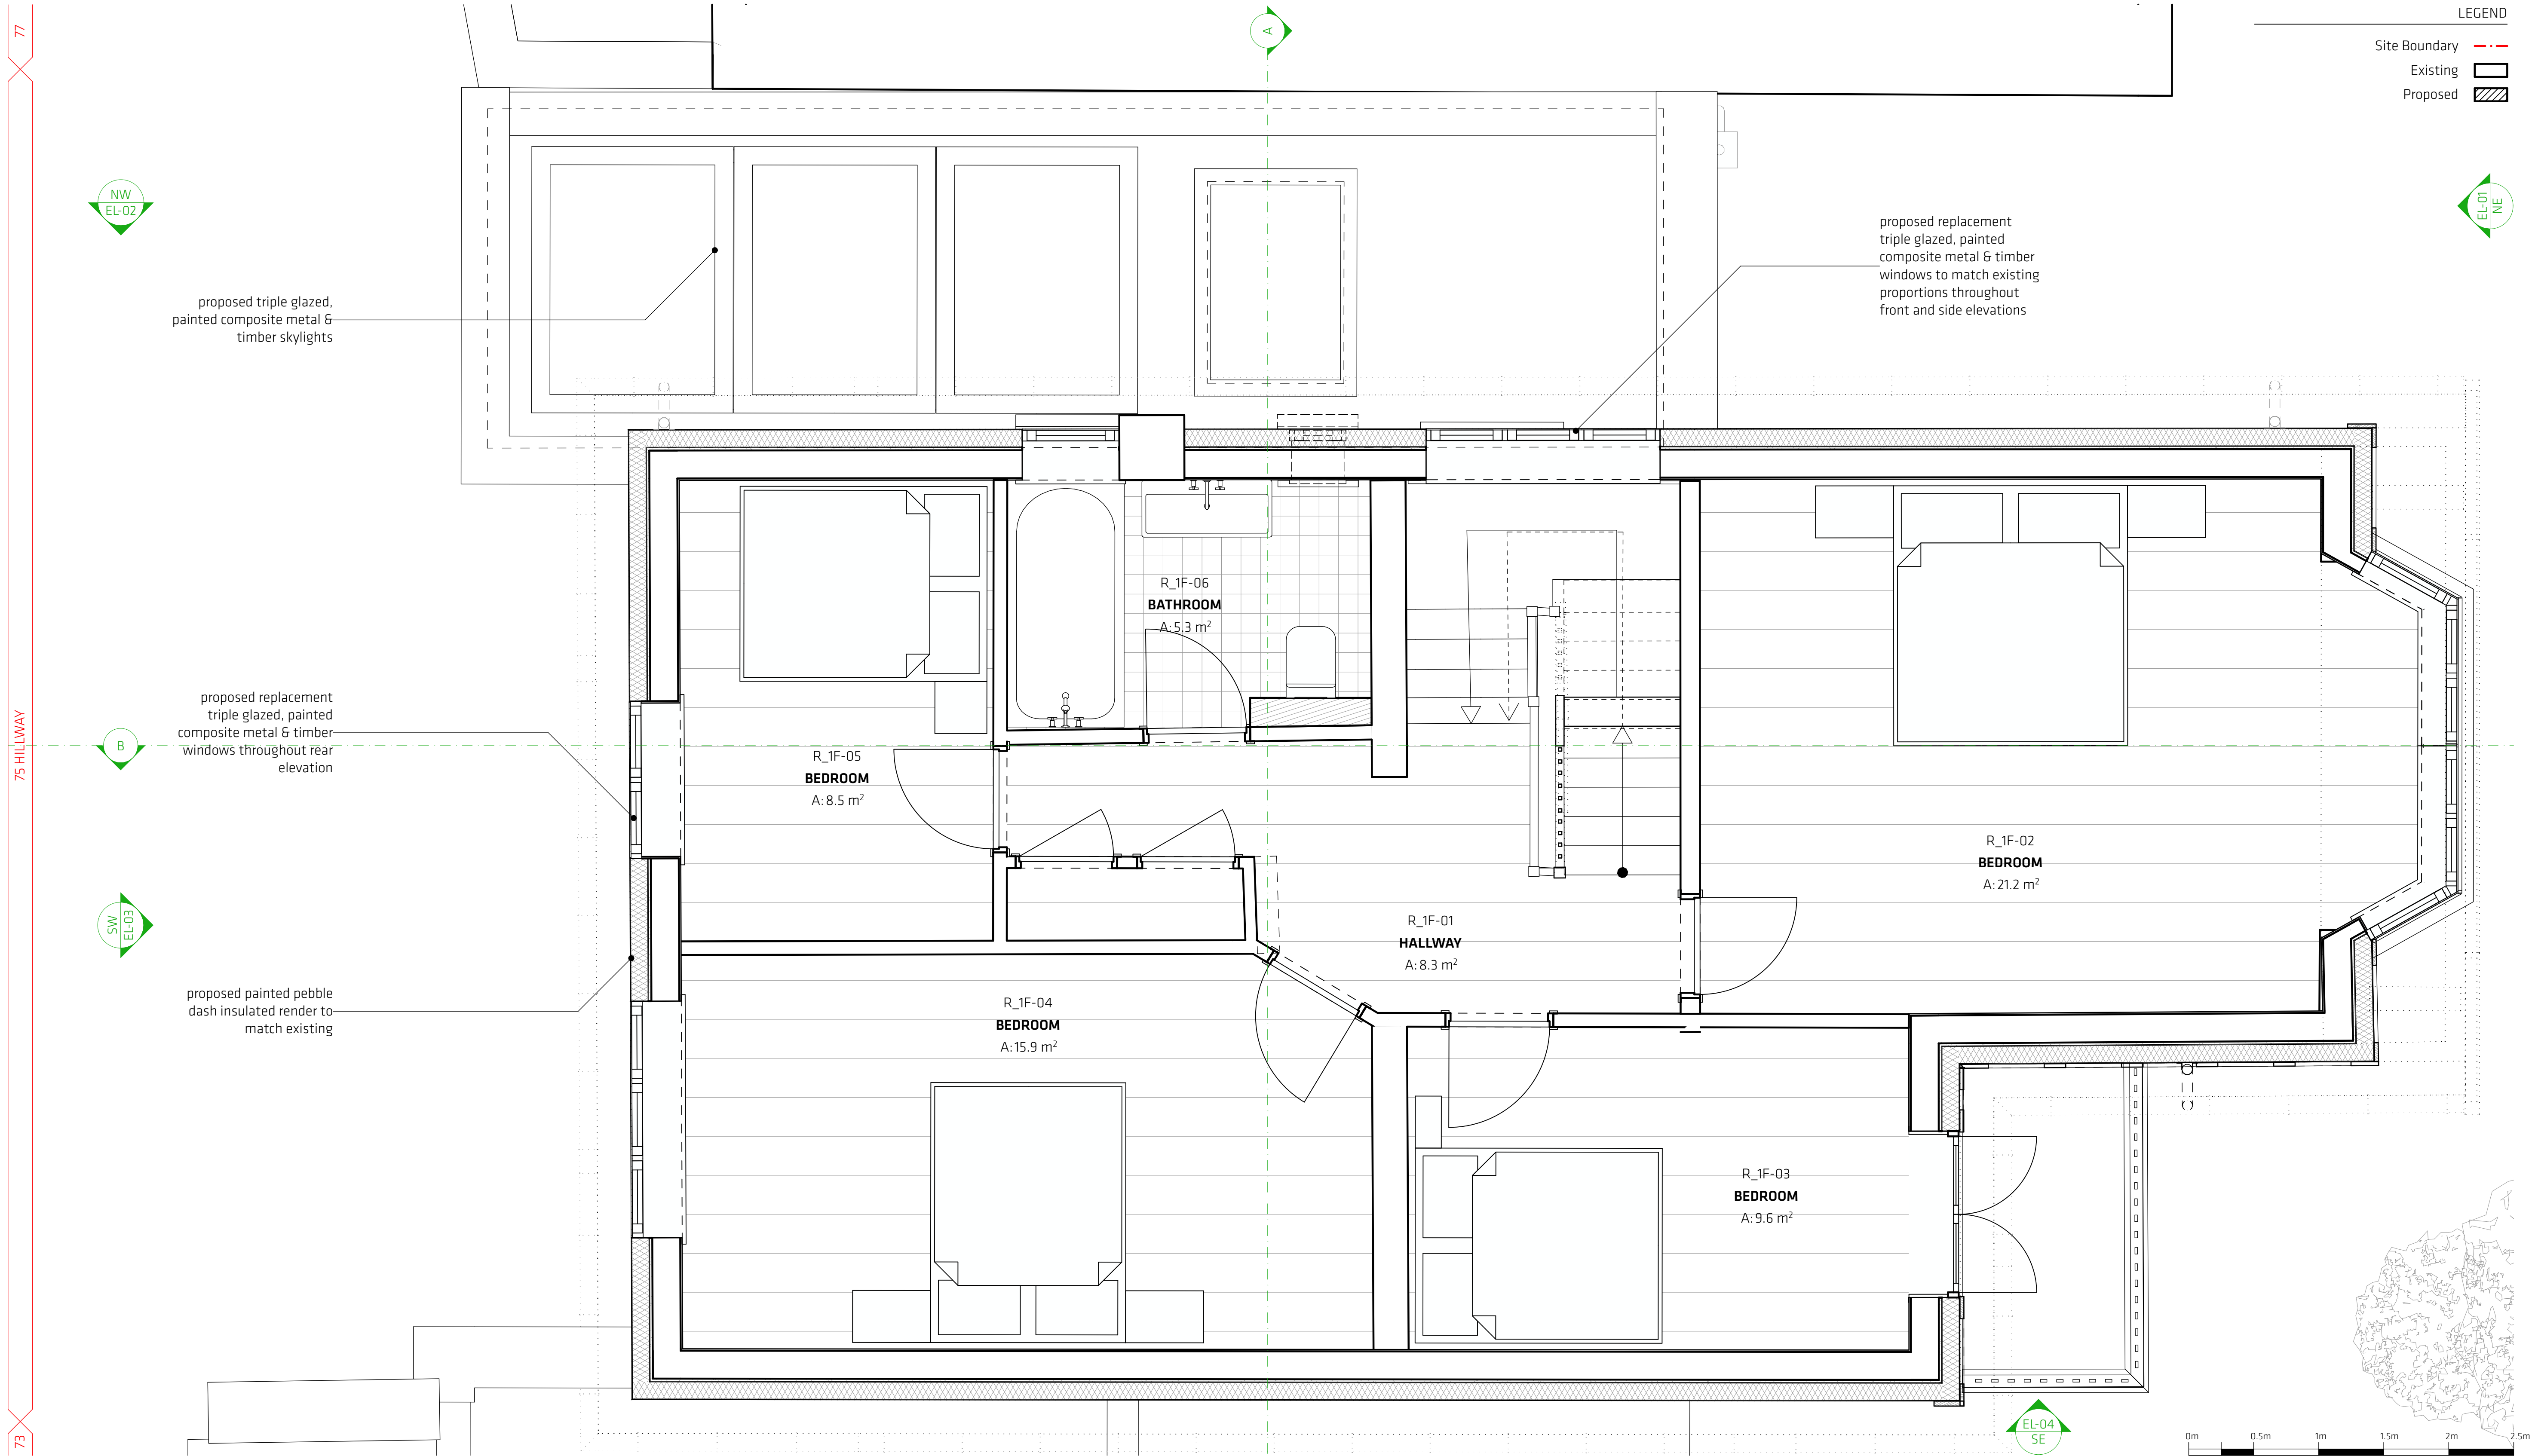 77
A
LEGEND
Site Boundary
Existing
Proposed
NW
EL-02
EL-01
NE
proposed replacement
triple glazed, painted
composite metal & timber
windows to match existing
proportions throughout
front and side elevations
proposed triple glazed,
painted composite metal &
timber skylights
R_1F-06
BATHROOM
A: 5.3 m²
proposed replacement
triple glazed, painted
composite metal & timber
windows throughout rear
elevation
75 HILLWAY
B
R_1F-05
BEDROOM
A: 8.5 m²
R_1F-02
BEDROOM
A: 21.2 m²
SW
EL-03
R_1F-01
HALLWAY
A: 8.3 m²
proposed painted pebble
dash insulated render to
match existing
R_1F-04
BEDROOM
A: 15.9 m²
R_1F-03
BEDROOM
A: 9.6 m²
73
EL-04
SE
0m 0.5m 1m 1.5m 2m 2.5m